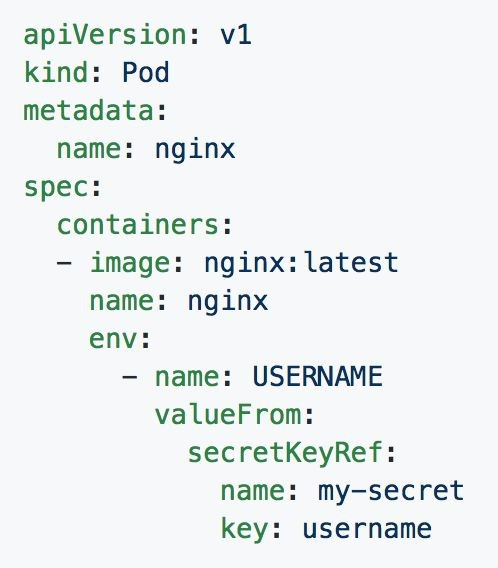 apiVersion: v1
kind: Pod
metadata:
  name: nginx
spec:
  containers:
  - image: nginx:latest
    name: nginx
    env:
      - name: USERNAME
        valueFrom:
          secretKeyRef:
            name: my-secret
            key: username